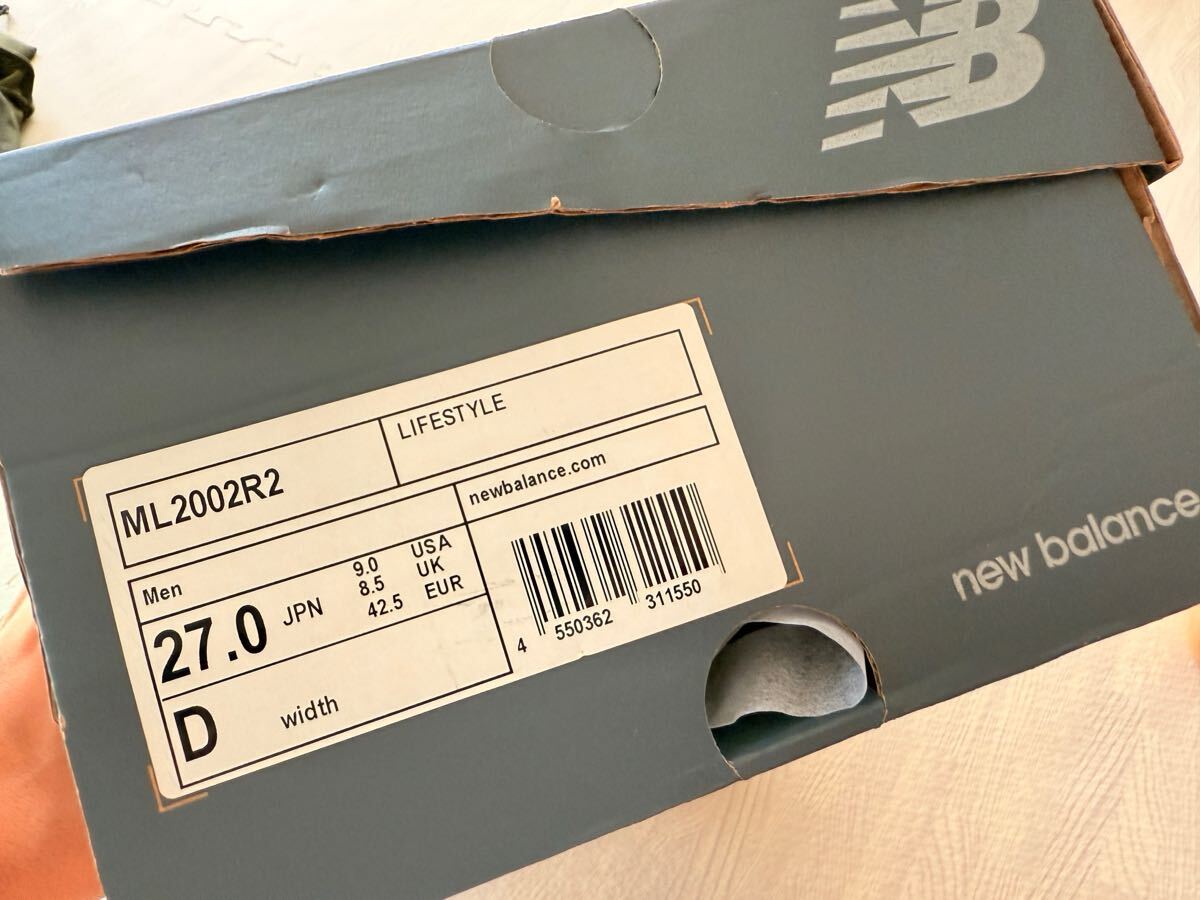 NB
ML2002R2
LIFESTYLE
newbalance.com
Men
27.0 JPN
9.0 USA
8.5 UK
42.5 EUR
D width
4 550362 311550
new balance